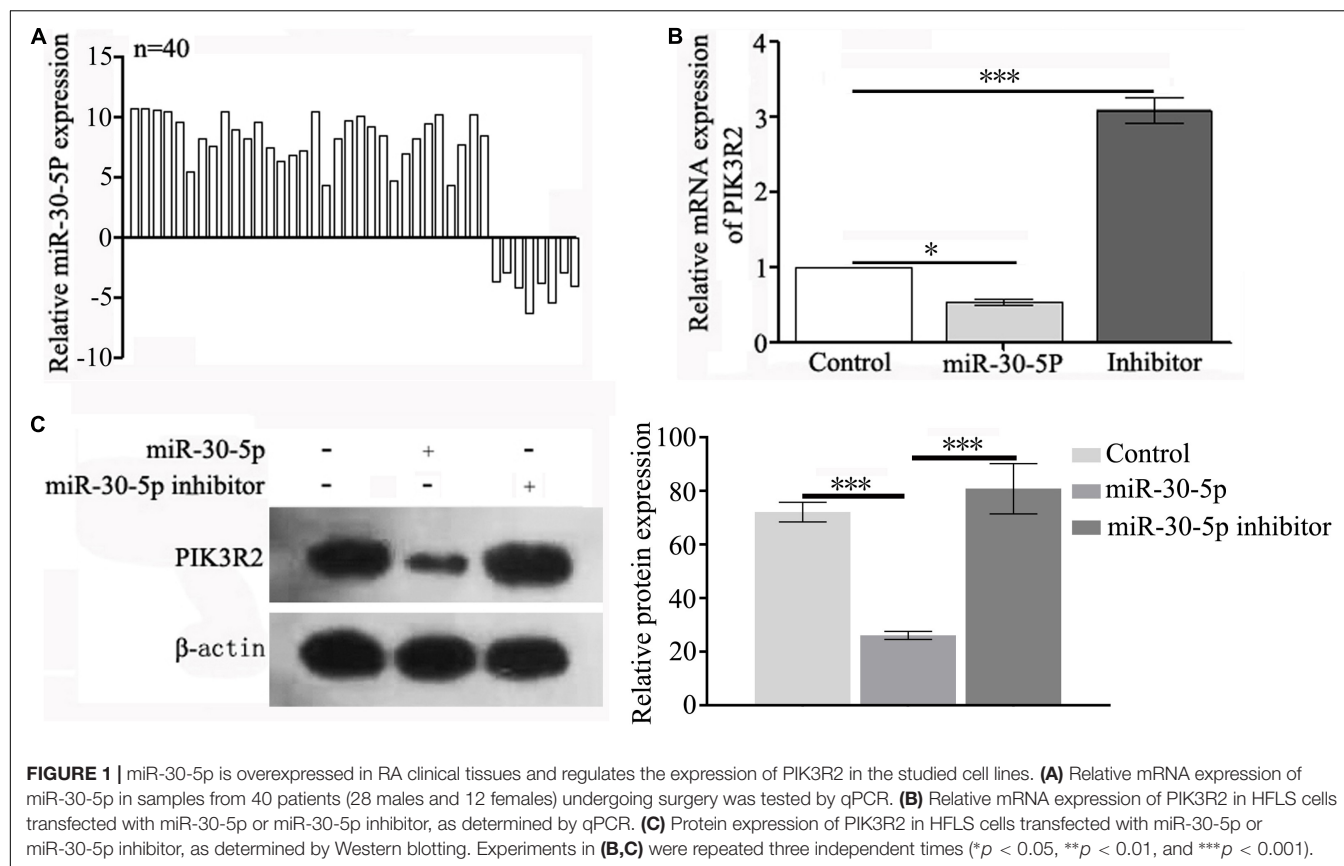 A
n=40
Relative miR-30-5P expression
15
10
5
0
-5
-10
B
Relative mRNA expression
of PIK3R2
4
3
2
1
0
***
*
Control miR-30-5P Inhibitor
C
miR-30-5p - + -
miR-30-5p inhibitor - - +
PIK3R2
β-actin
Relative protein expression
100
80
60
40
20
0
*** ***
Control
miR-30-5p
miR-30-5p inhibitor
FIGURE 1 | miR-30-5p is overexpressed in RA clinical tissues and regulates the expression of PIK3R2 in the studied cell lines. (A) Relative mRNA expression of
miR-30-5p in samples from 40 patients (28 males and 12 females) undergoing surgery was tested by qPCR. (B) Relative mRNA expression of PIK3R2 in HFLS cells
transfected with miR-30-5p or miR-30-5p inhibitor, as determined by qPCR. (C) Protein expression of PIK3R2 in HFLS cells transfected with miR-30-5p or
miR-30-5p inhibitor, as determined by Western blotting. Experiments in (B,C) were repeated three independent times (*p < 0.05, **p < 0.01, and ***p < 0.001).